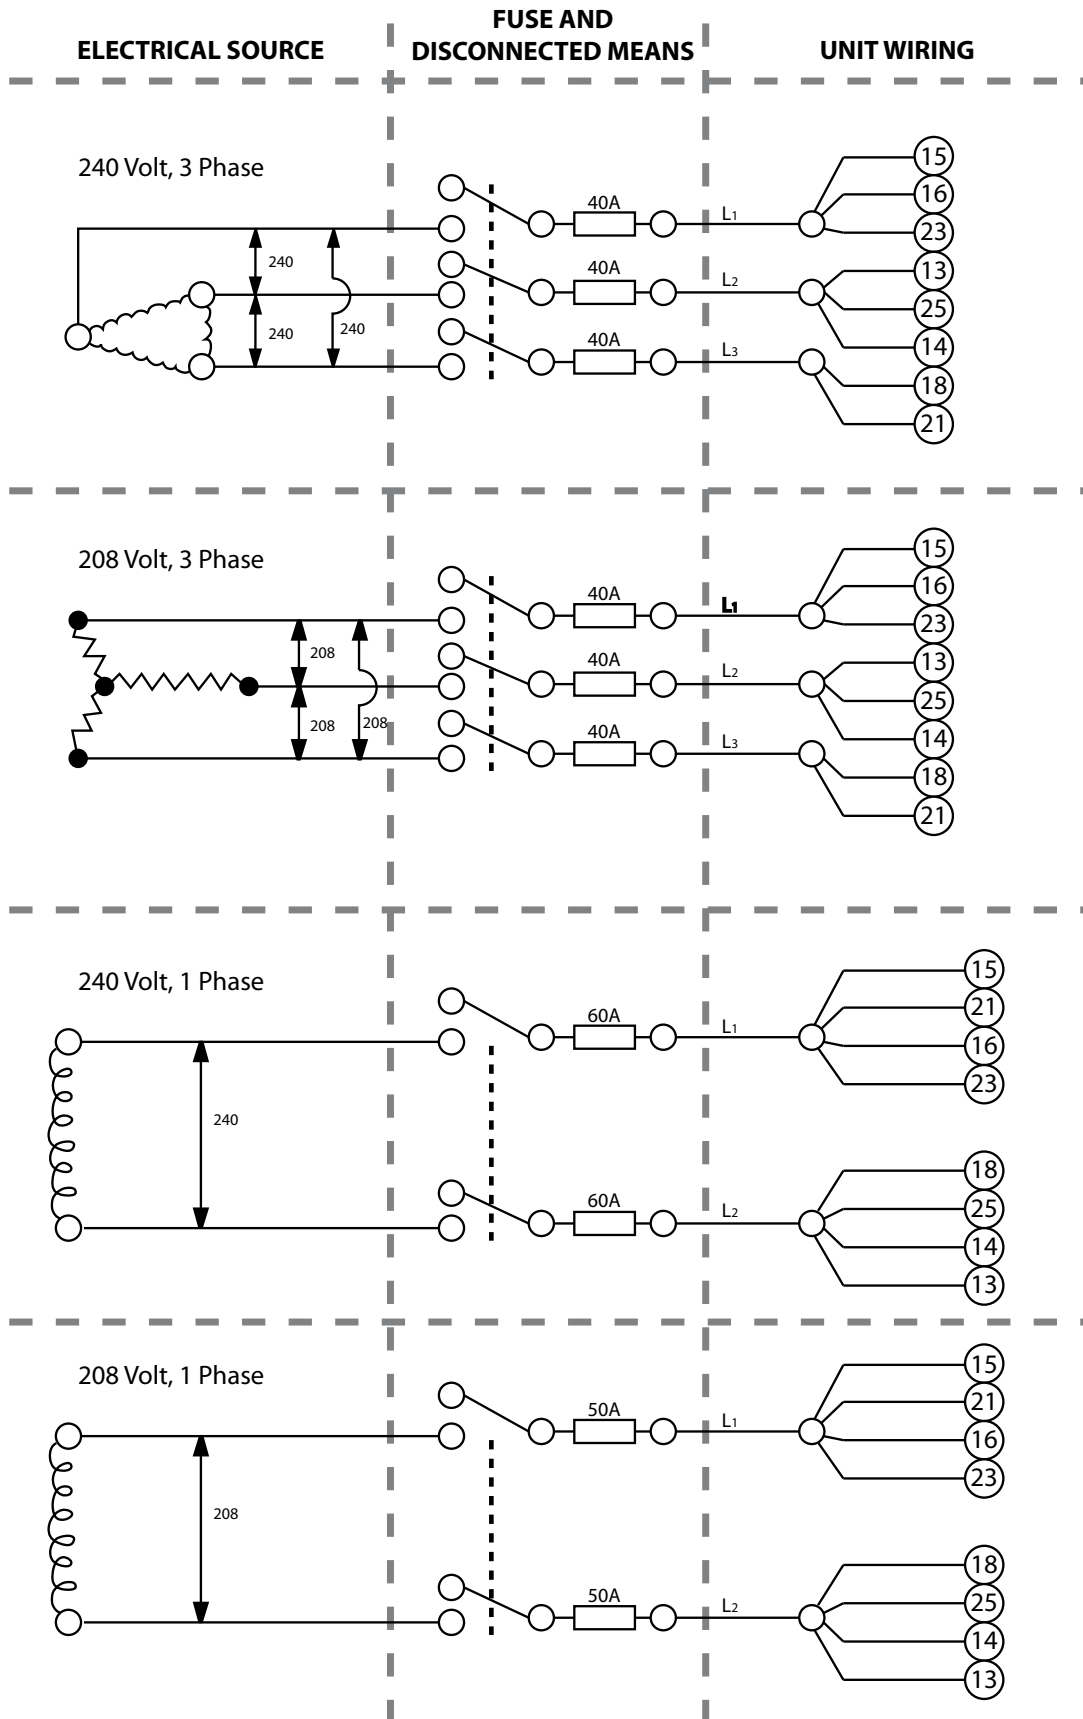 ELECTRICAL SOURCE
FUSE AND
DISCONNECTED MEANS
UNIT WIRING
240 Volt, 3 Phase
240
240
240
40A
L1
40A
L2
40A
L3
15
16
23
13
25
14
18
21
208 Volt, 3 Phase
208
208
208
40A
L1
40A
L2
40A
L3
15
16
23
13
25
14
18
21
240 Volt, 1 Phase
240
60A
L1
60A
L2
15
21
16
23
18
25
14
13
208 Volt, 1 Phase
208
50A
L1
50A
L2
15
21
16
23
18
25
14
13